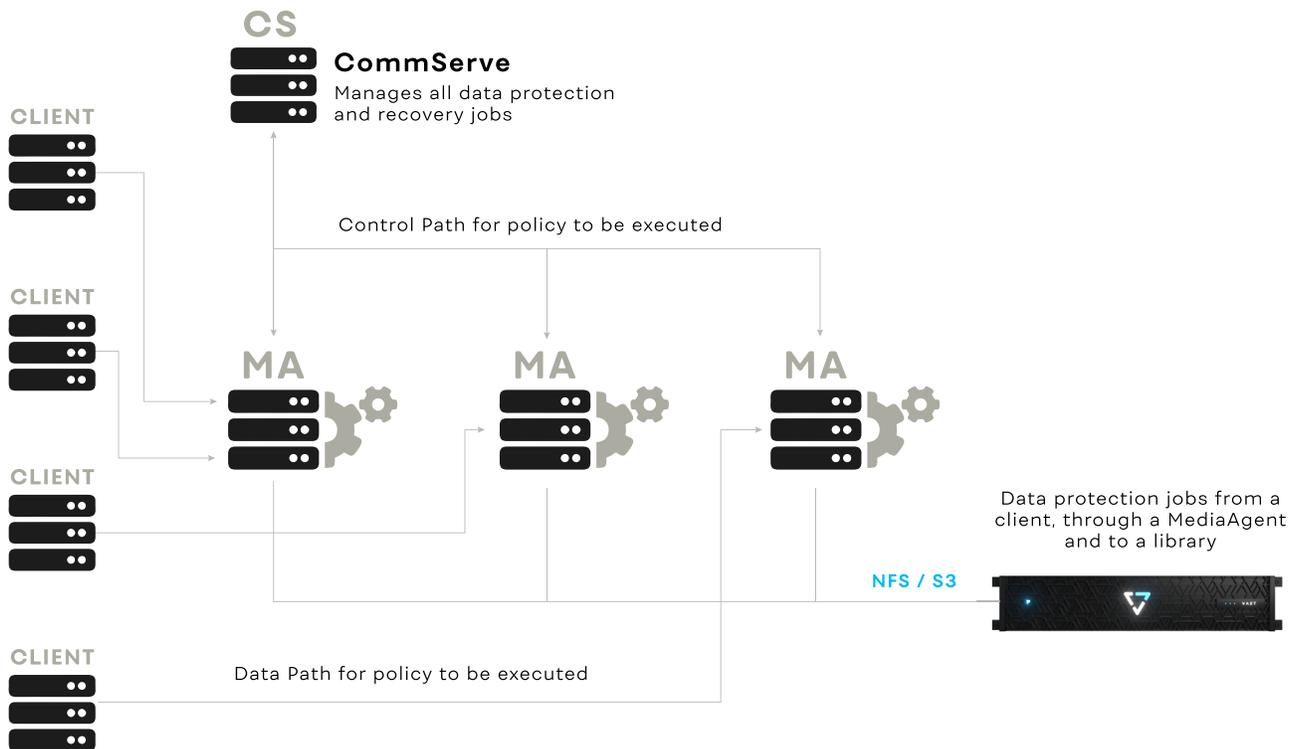 CS
CommServe
Manages all data protection
and recovery jobs
CLIENT
Control Path for policy to be executed
CLIENT
MA
MA
MA
CLIENT
Data protection jobs from a
client, through a MediaAgent
and to a library
NFS / S3
VAST
CLIENT
Data Path for policy to be executed